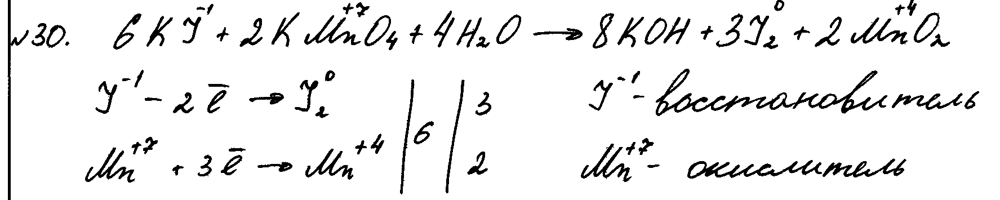 №30. 6KJ⁻¹ + 2KMn⁺⁷O₄ + 4H₂O → 8KOH + 3J₂⁰ + 2Mn⁺⁴O₂
J⁻¹ - 2ē → J₂⁰ | | 3 J⁻¹ - восстановитель
6
Mn⁺⁷ + 3ē → Mn⁺⁴ | | 2 Mn⁺⁷ - окислитель